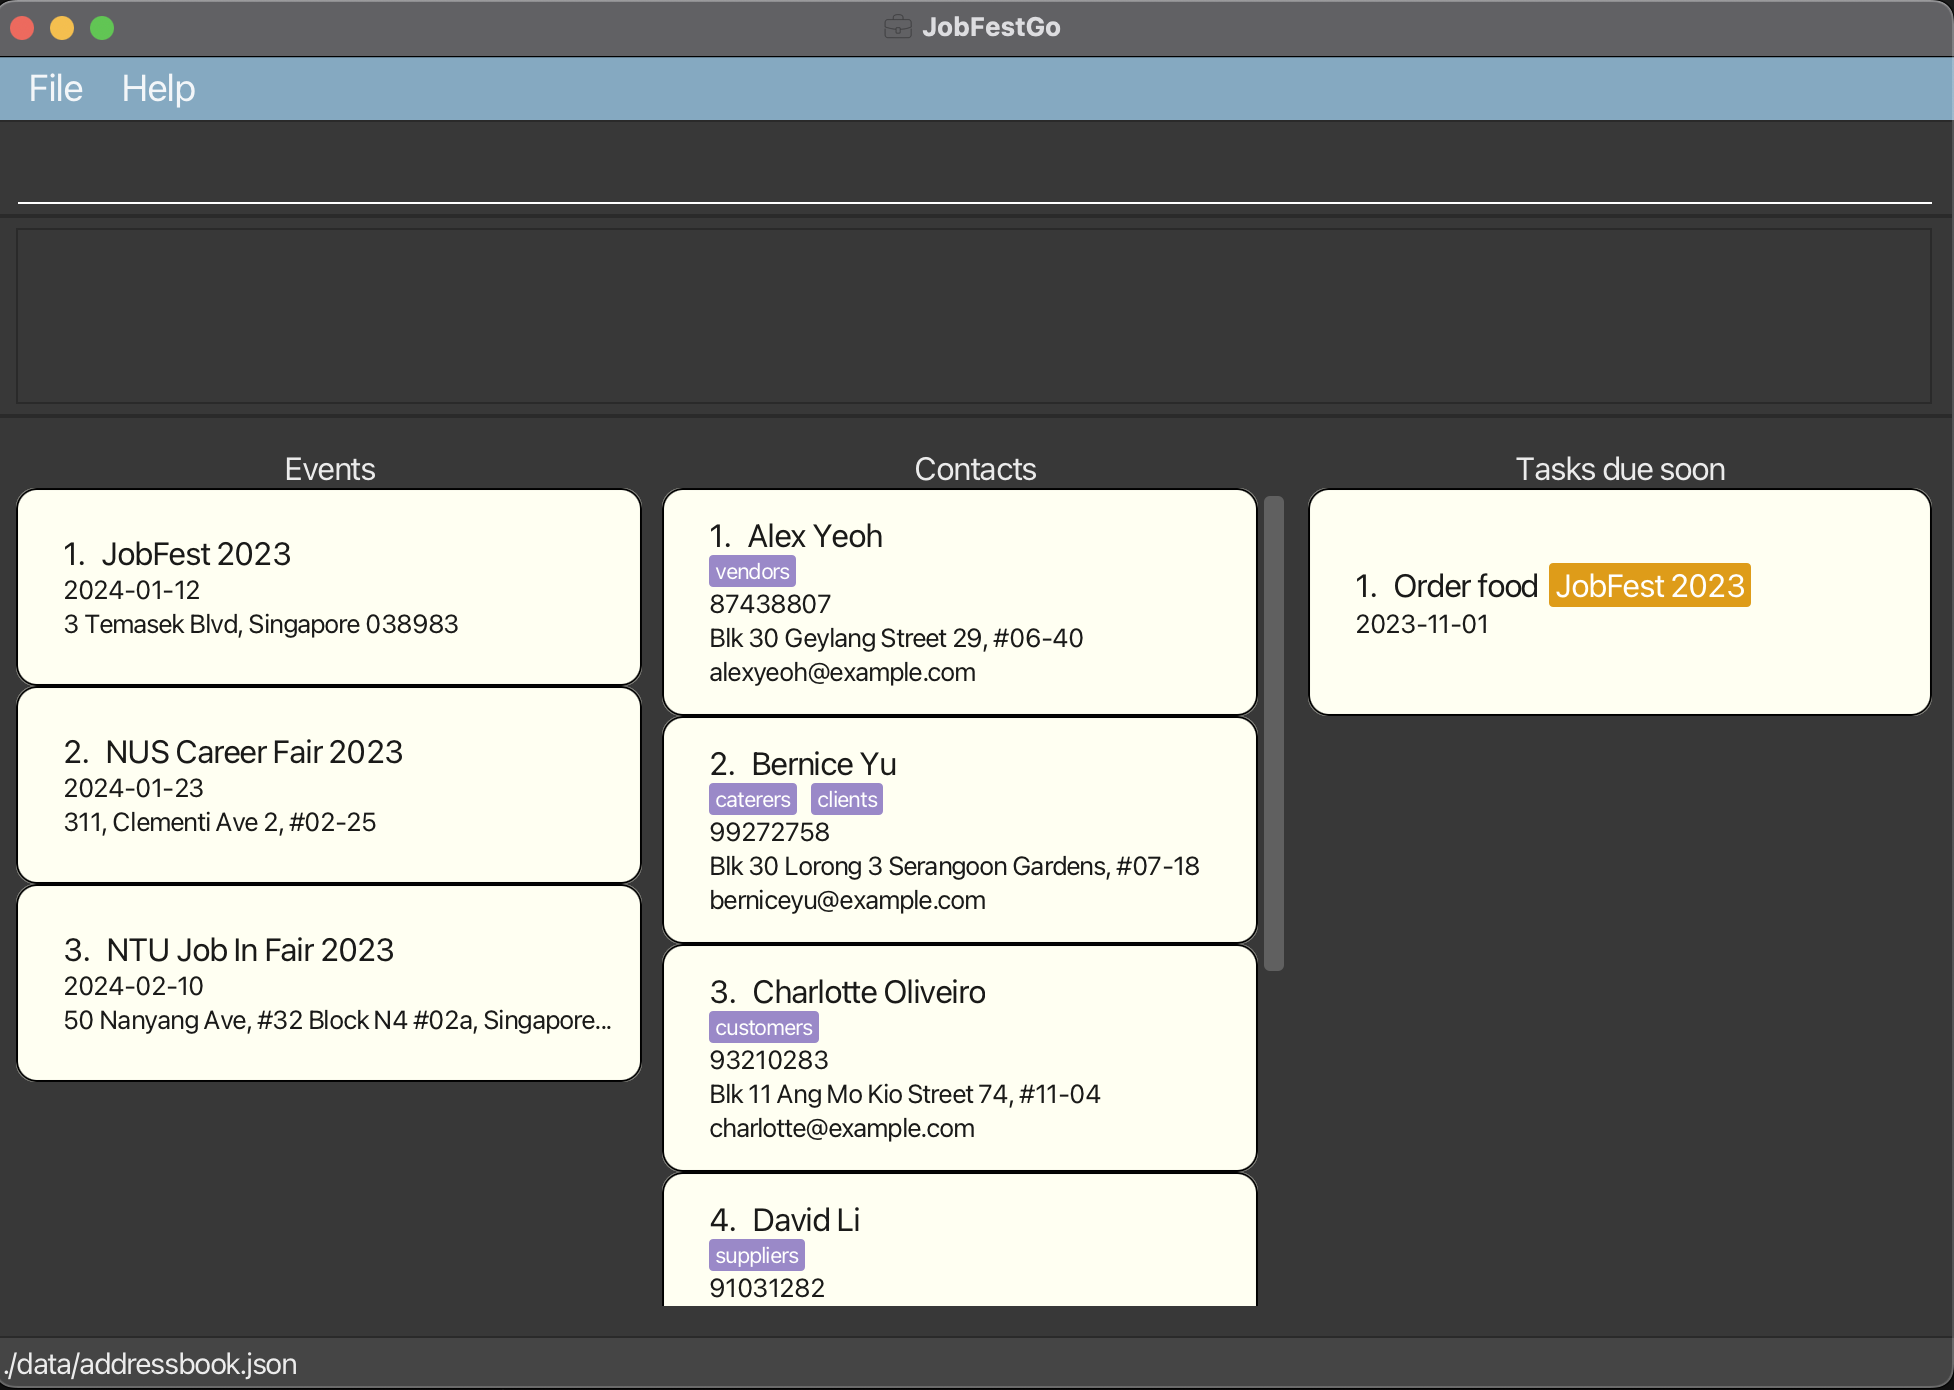 JobFestGo
File Help
Events
1. JobFest 2023
2024-01-12
3 Temasek Blvd, Singapore 038983
2. NUS Career Fair 2023
2024-01-23
311, Clementi Ave 2, #02-25
3. NTU Job In Fair 2023
2024-02-10
50 Nanyang Ave, #32 Block N4 #02a, Singapore...
Contacts
1. Alex Yeoh
vendors
87438807
Blk 30 Geylang Street 29, #06-40
alexyeoh@example.com
2. Bernice Yu
caterers clients
99272758
Blk 30 Lorong 3 Serangoon Gardens, #07-18
berniceyu@example.com
3. Charlotte Oliveiro
customers
93210283
Blk 11 Ang Mo Kio Street 74, #11-04
charlotte@example.com
4. David Li
suppliers
91031282
Tasks due soon
1. Order food JobFest 2023
2023-11-01
./data/addressbook.json